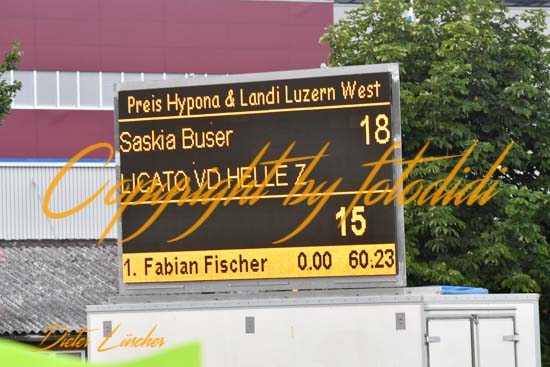 Preis Hypona & Landi Luzern West
Saskia Buser 18
LICATO VD HELLE Z
15
1. Fabian Fischer 0.00 60.23
Copyright by fotodidi
Dieter Lüscher